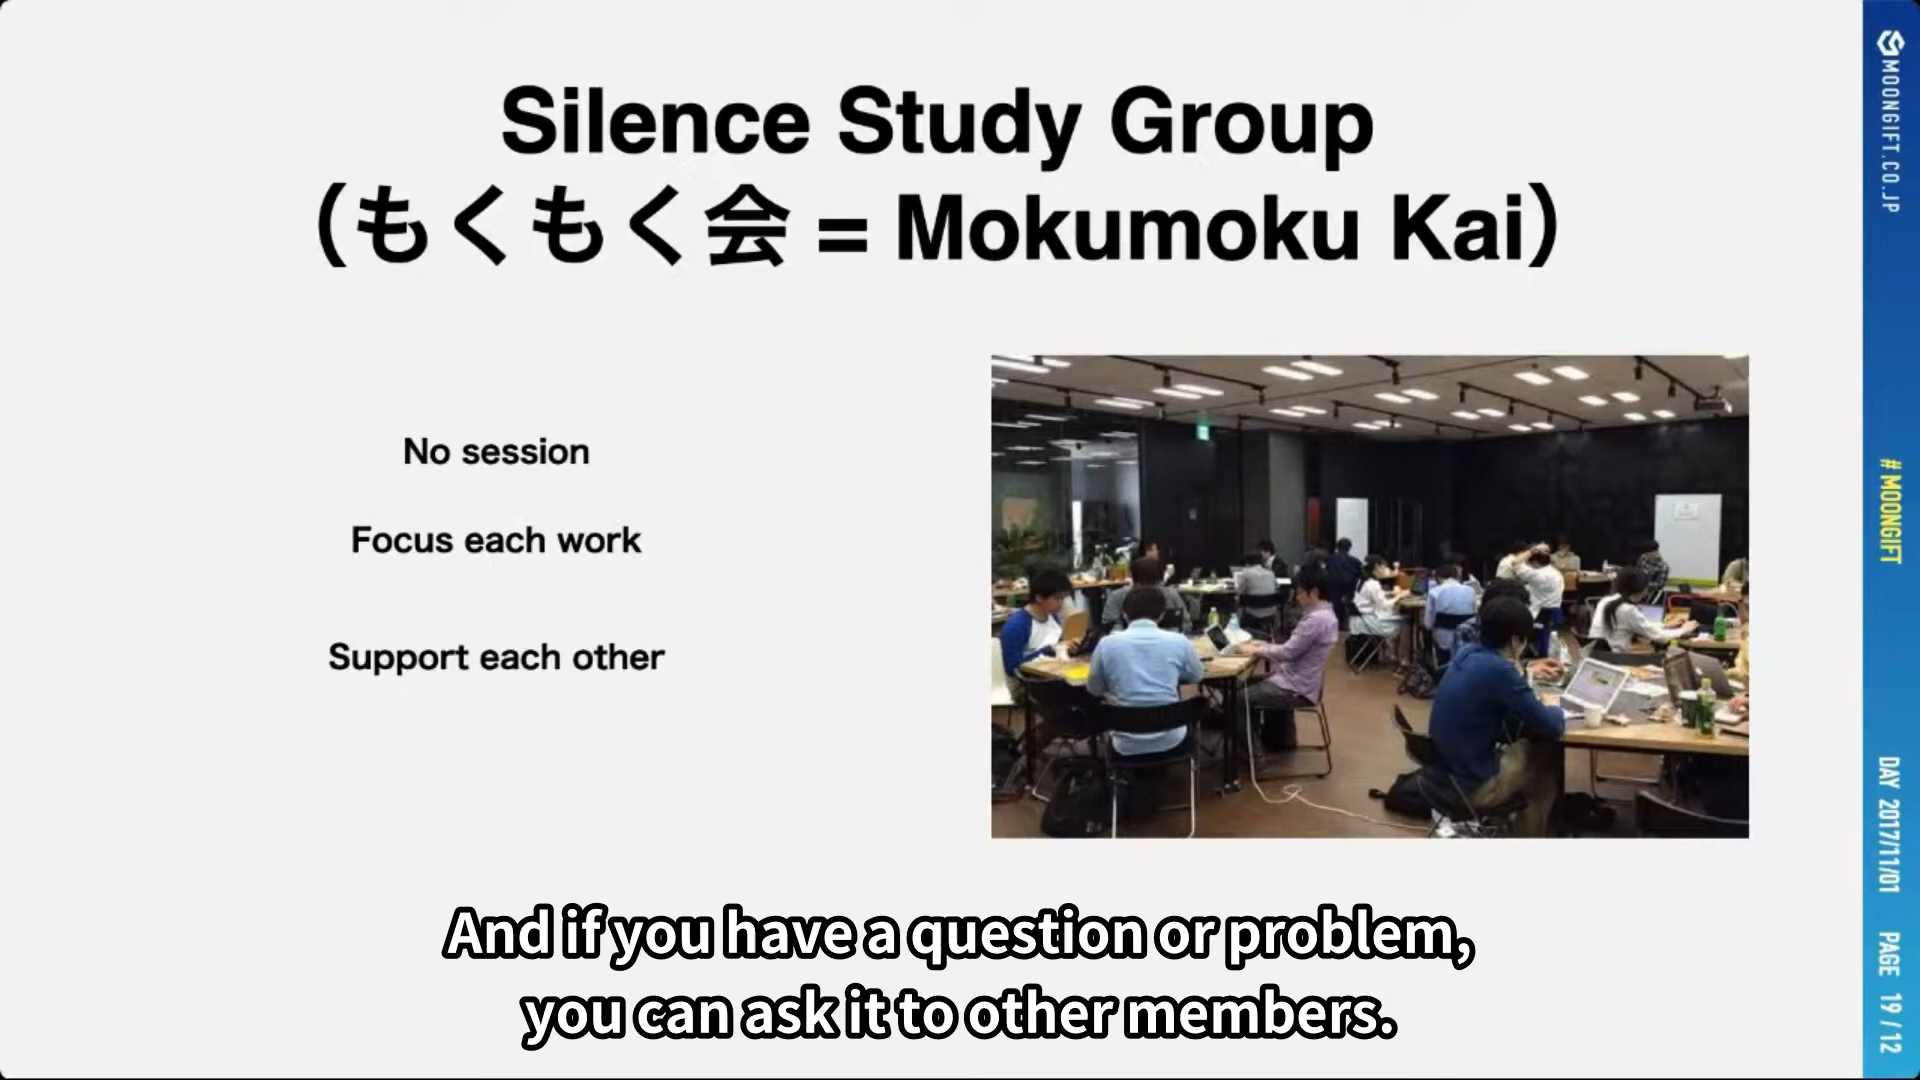 Silence Study Group
（もくもく会 = Mokumoku Kai）
No session
Focus each work
Support each other
And if you have a question or problem,
you can ask it to other members.
MOONGIFT.CO.JP
#MOONGIFT
DAY 2017/11/01
PAGE 19 / 12